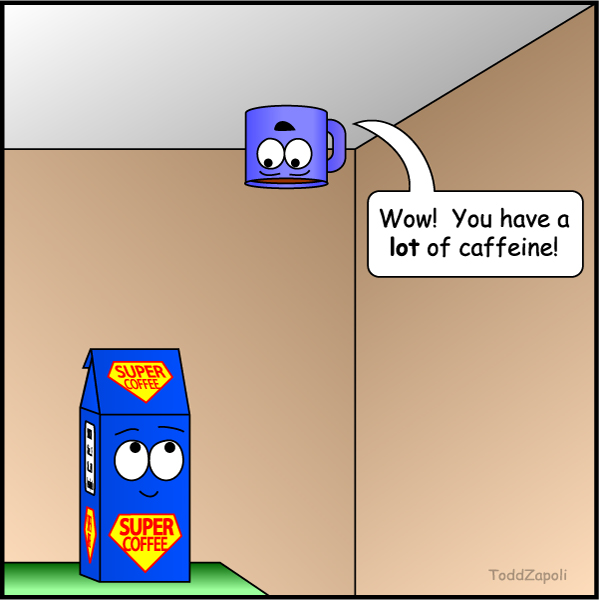 Wow!  You have a
lot of caffeine!
SUPER
COFFEE
SUPER
COFFEE
ToddZapoli